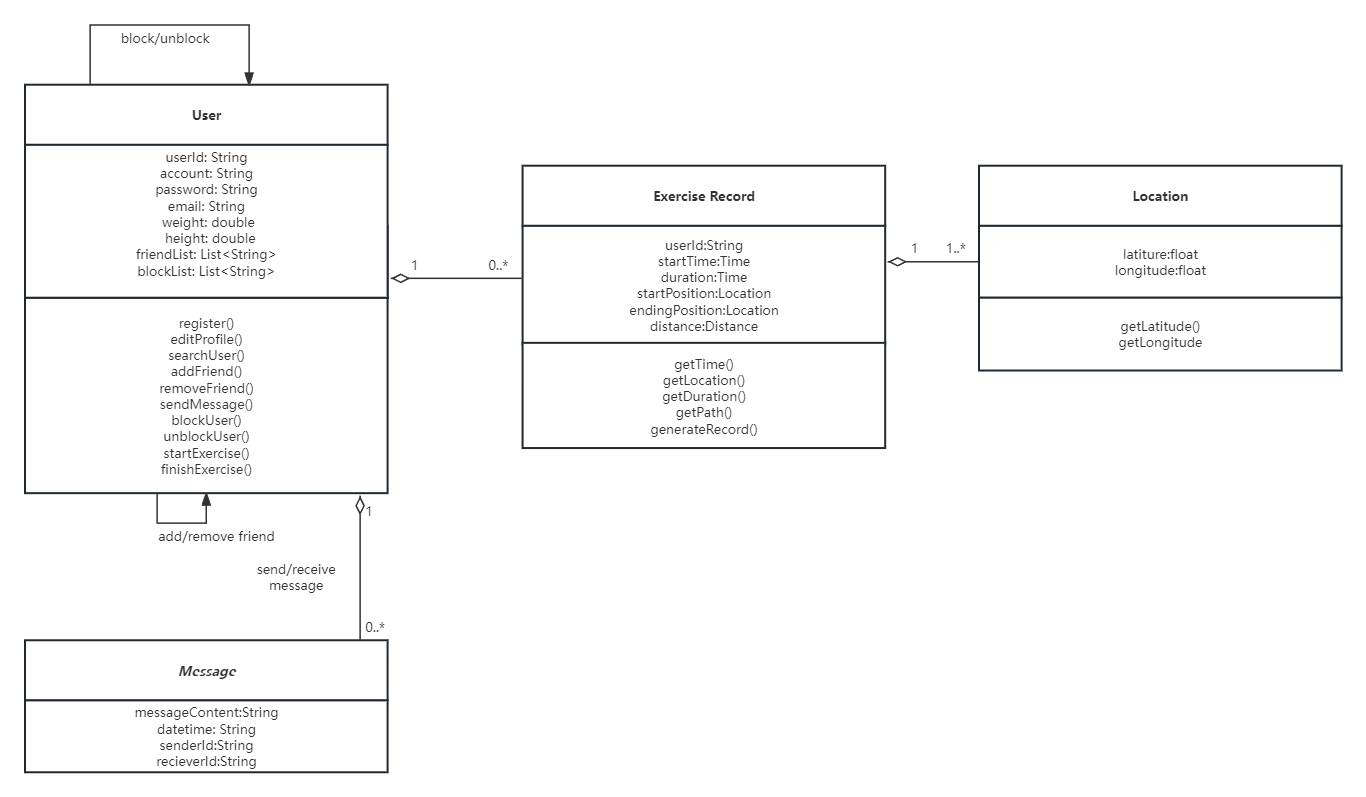 block/unblock
User
userId: String
account: String
password: String
email: String
weight: double
height: double
friendList: List<String>
blockList: List<String>
register()
editProfile()
searchUser()
addFriend()
removeFriend()
sendMessage()
blockUser()
unblockUser()
startExercise()
finishExercise()
1
0..*
Exercise Record
userId:String
startTime:Time
duration:Time
startPosition:Location
endingPosition:Location
distance:Distance
getTime()
getLocation()
getDuration()
getPath()
generateRecord()
1
1..*
Location
latiture:float
longitude:float
getLatitude()
getLongitude
add/remove friend
1
send/receive
message
0..*
Message
messageContent:String
datetime: String
senderId:String
recieverId:String